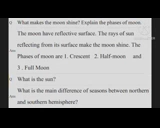 What makes the moon shine? Explain the phases of moon
The moon have reflective surface. The rays of sun
reflecting from its surface make the moon shine. The
Phases of moon are 1. Crescent 2. Half-moon and
3 . Full Moon
What is the sun?
What is the main difference of seasons between northern
and southern hemisphere?